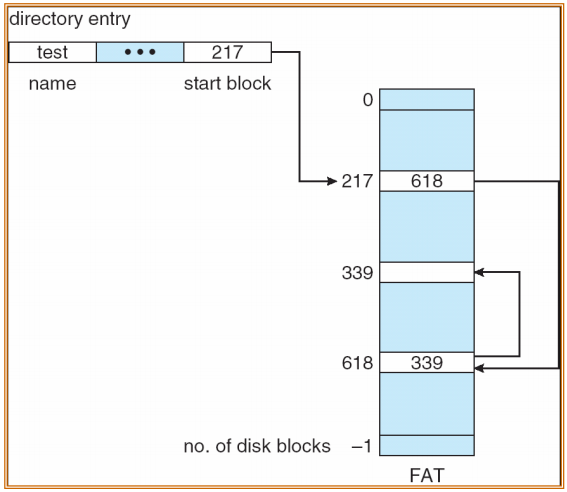 directory entry
test ••• 217
name start block
0
217 618
339
618 339
no. of disk blocks –1
FAT